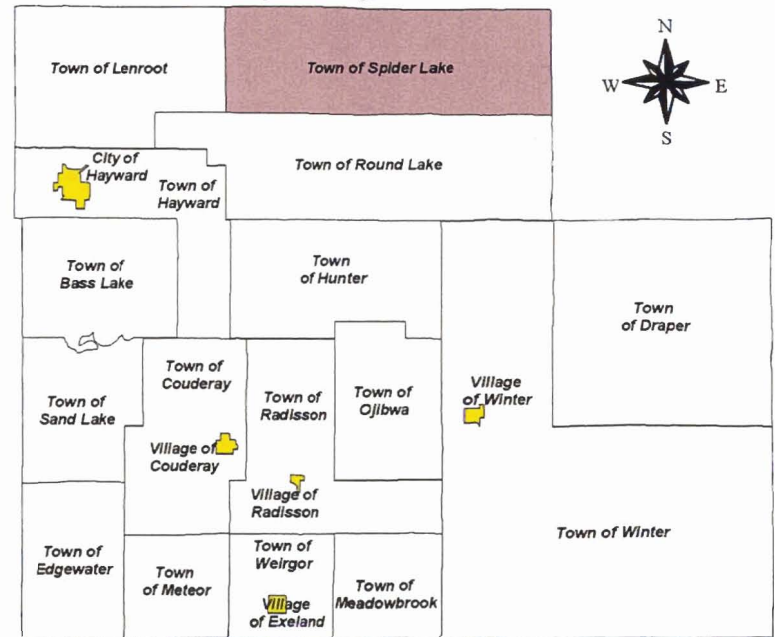 Town of Lenroot
Town of Spider Lake
N
W
E
S
City of
Hayward
Town of
Hayward
Town of Round Lake
Town of
Bass Lake
Town
of Hunter
Town
of Draper
Town of
Couderay
Town of
Sand Lake
Town of
Radisson
Town of
Ojibwa
Village
of Winter
Village of
Couderay
Village of
Radisson
Town of Winter
Town of
Edgewater
Town
of Meteor
Town of
Weirgor
Village
of Exeland
Town of
Meadowbrook